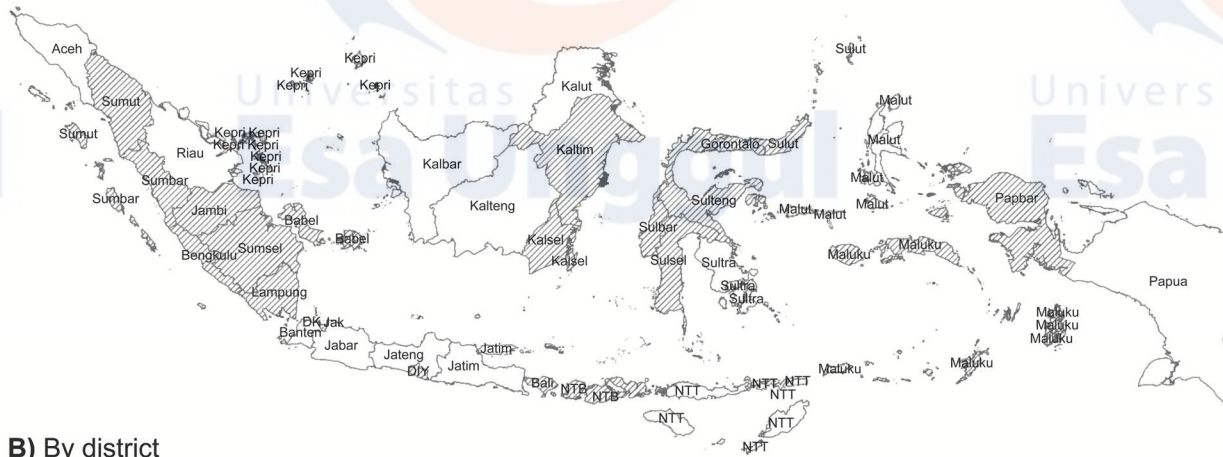 Aceh
Sumut
Sumut
Riau
Sumbar
Sumbar
Jambi
Bengkulu
Sumsel
Lampung
Kepri
Kepri
Kepri
Kepri
Kepri Kepri
Kepri Kepri
Kepri
Kepri
Kepri
Babel
Babel
Universitas
Esa Unggul
Univers
Esa
Kalbar
Kalteng
Kalut
Kaltim
Kalsel
Kalsel
Gorontalo
Sulut
Sulut
Sulteng
Sulbar
Sulsel
Sultra
Sultra
Sultra
Malut
Malut
Malut
Malut
Malut
Malut
Maluku
Maluku
Maluku
Maluku
Maluku
Maluku
Maluku
Papbar
Papua
DK Jak
Banten
Jabar
Jateng
DIY
Jatim
Jatim
Bali
NTB
NTB
NTT
NTT
NTT
NTT
NTT
NTT
NTT
B) By district